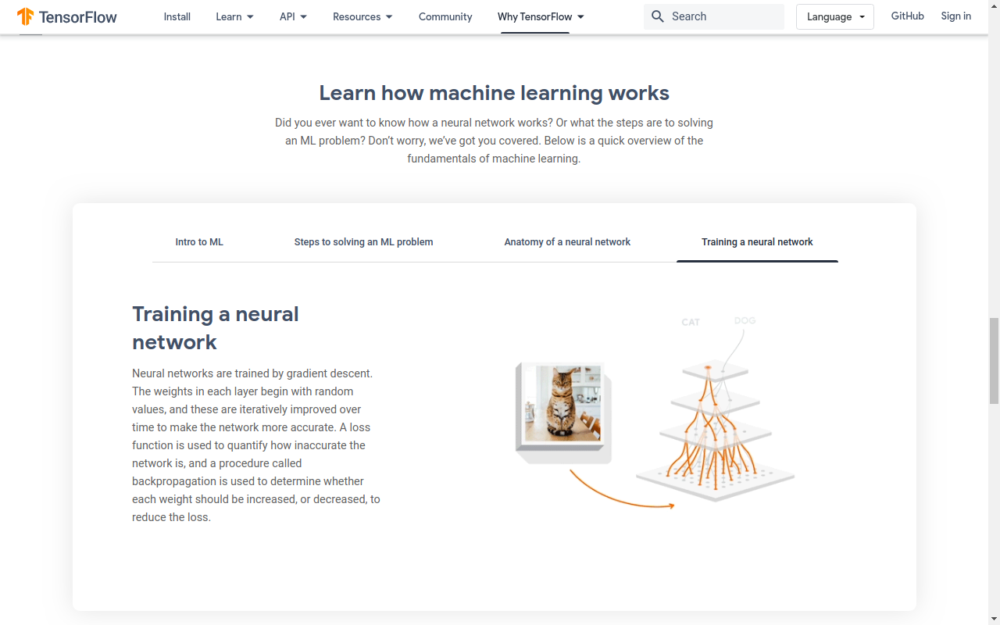 TensorFlow
Install
Learn
API
Resources
Community
Why TensorFlow
Search
Language
GitHub
Sign in
Learn how machine learning works
Did you ever want to know how a neural network works? Or what the steps are to solving
an ML problem? Don’t worry, we’ve got you covered. Below is a quick overview of the
fundamentals of machine learning.
Intro to ML
Steps to solving an ML problem
Anatomy of a neural network
Training a neural network
Training a neural
network
Neural networks are trained by gradient descent.
The weights in each layer begin with random
values, and these are iteratively improved over
time to make the network more accurate. A loss
function is used to quantify how inaccurate the
network is, and a procedure called
backpropagation is used to determine whether
each weight should be increased, or decreased, to
reduce the loss.
CAT
DOG